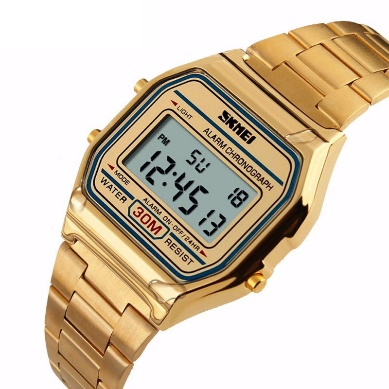 LIGHT
SKMEI
ALARM CHRONOGRAPH
PM SU 18
12:45 13
MODE
ALARM ON OFF/24HR
WATER 30M RESIST